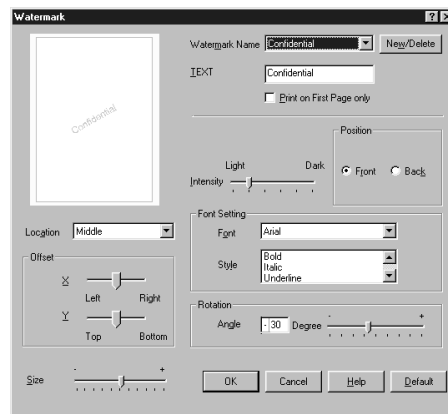 Watermark
Confidential
Watermark Name Confidential New/Delete
TEXT Confidential
Print on First Page only
Position
Light Dark
Intensity
Front Back
Location Middle
Offset
X
Left Right
Y
Top Bottom
Font Setting
Font Arial
Style Bold
Italic
Underline
Rotation
Angle - 30 Degree - +
Size - +
OK Cancel Help Default